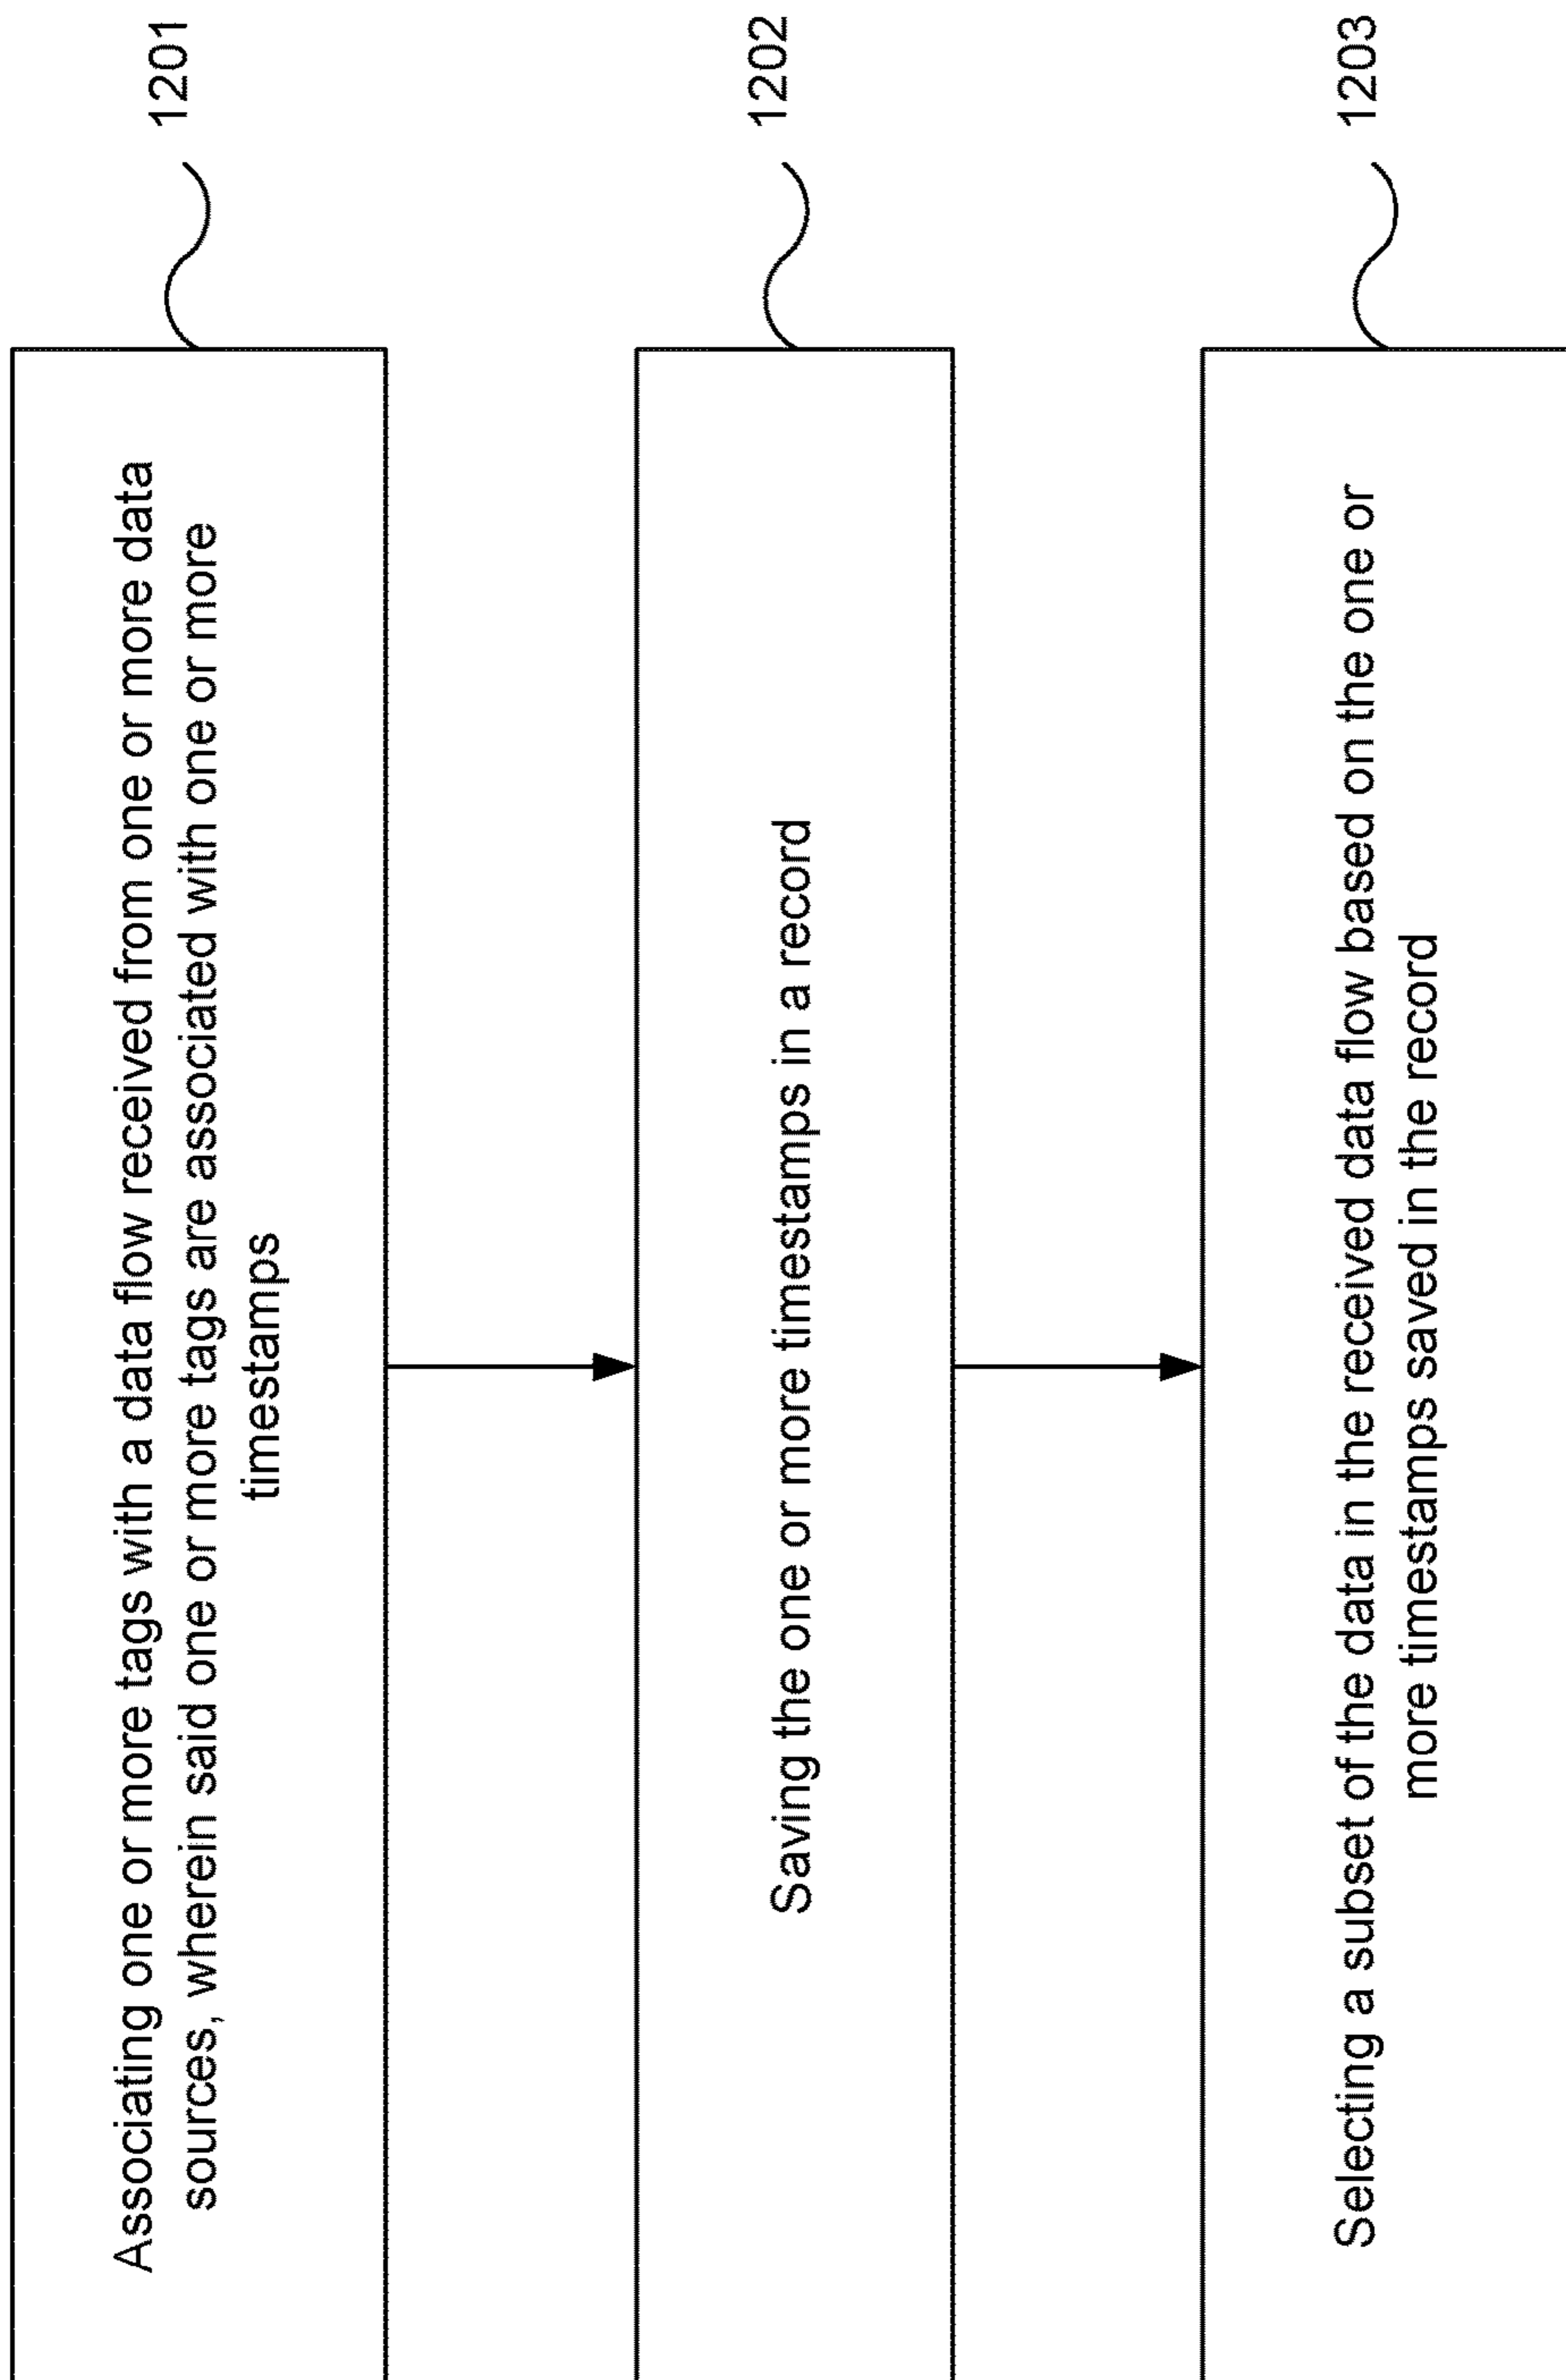 Associating one or more tags with a data flow received from one or more data
sources, wherein said one or more tags are associated with one or more
timestamps
1201
Saving the one or more timestamps in a record
1202
Selecting a subset of the data in the received data flow based on the one or
more timestamps saved in the record
1203